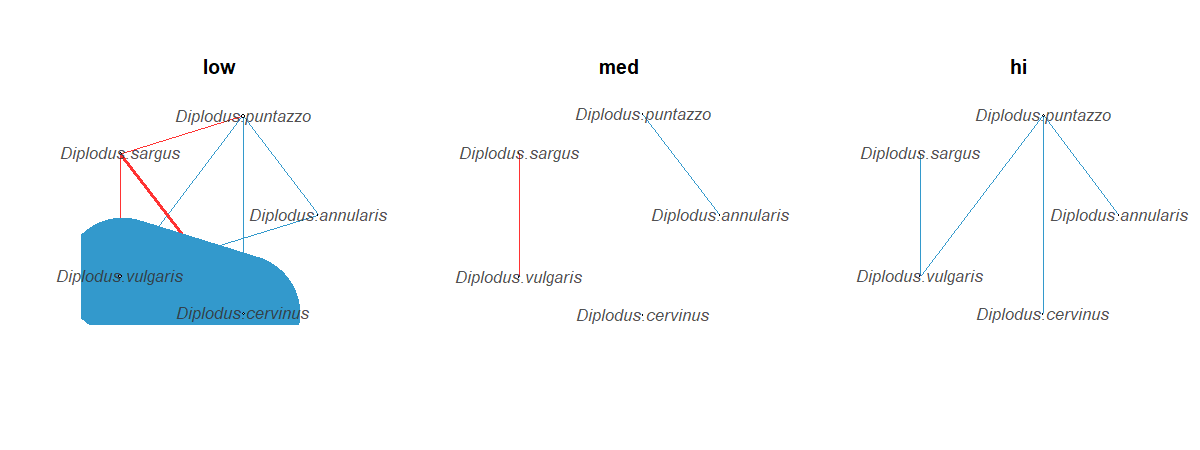 low
med
hi
Diplodus.puntazzo
Diplodus.puntazzo
Diplodus.puntazzo
Diplodus.sargus
Diplodus.sargus
Diplodus.sargus
Diplodus.annularis
Diplodus.annularis
Diplodus.annularis
Diplodus.vulgaris
Diplodus.vulgaris
Diplodus.vulgaris
Diplodus.cervinus
Diplodus.cervinus
Diplodus.cervinus